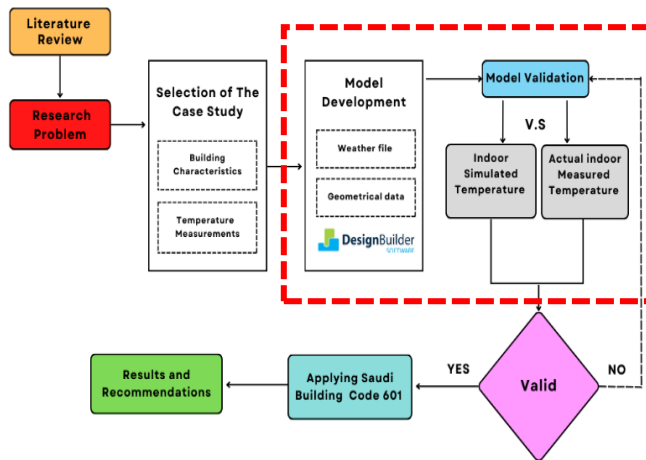 Literature
Review
Research
Problem
Selection of The
Case Study
Building
Characteristics
Temperature
Measurements
Model
Development
Weather file
Geometrical data
DesignBuilder
SOFTWARE
Model Validation
V.S
Indoor
Simulated
Temperature
Actual indoor
Measured
Temperature
Valid
YES
NO
Applying Saudi
Building Code 601
Results and
Recommendations